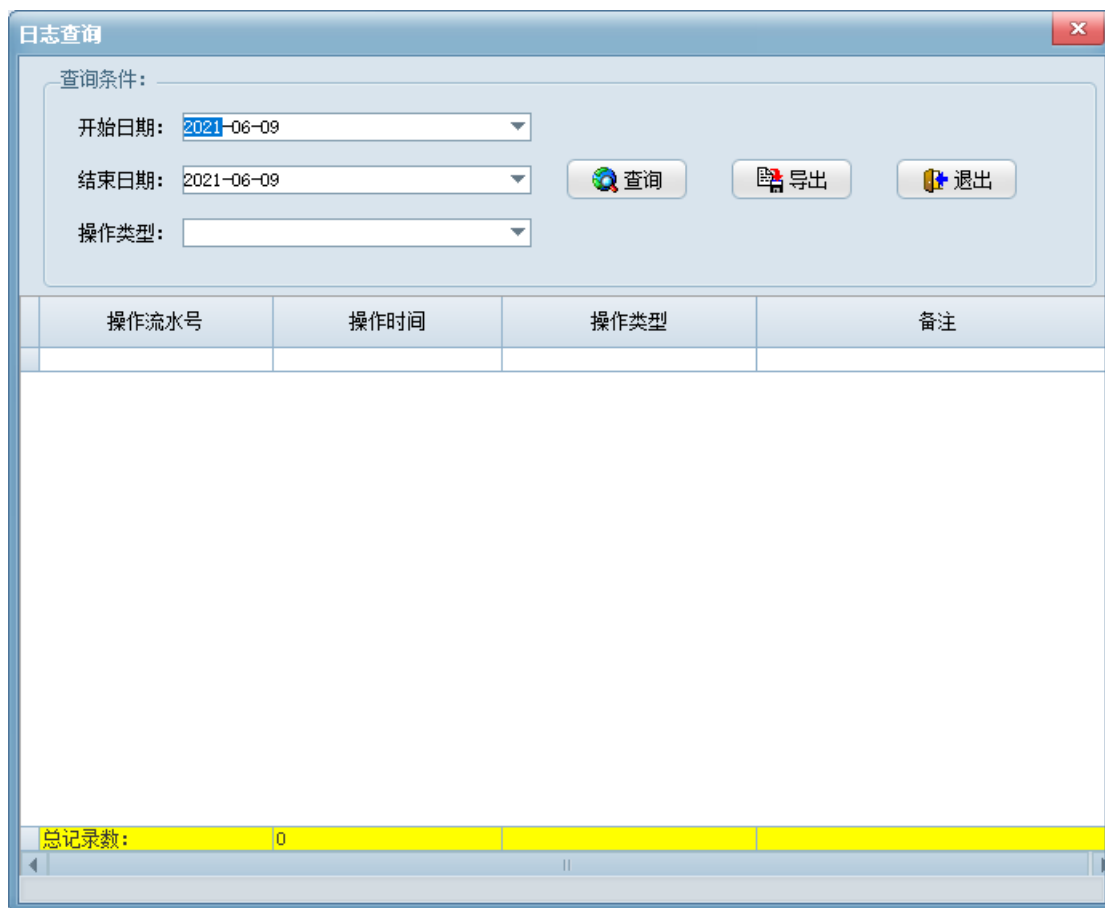 日志查询
查询条件:
开始日期: 2021-06-09
结束日期: 2021-06-09 查询 导出 退出
操作类型:
操作流水号 操作时间 操作类型 备注
总记录数: 0